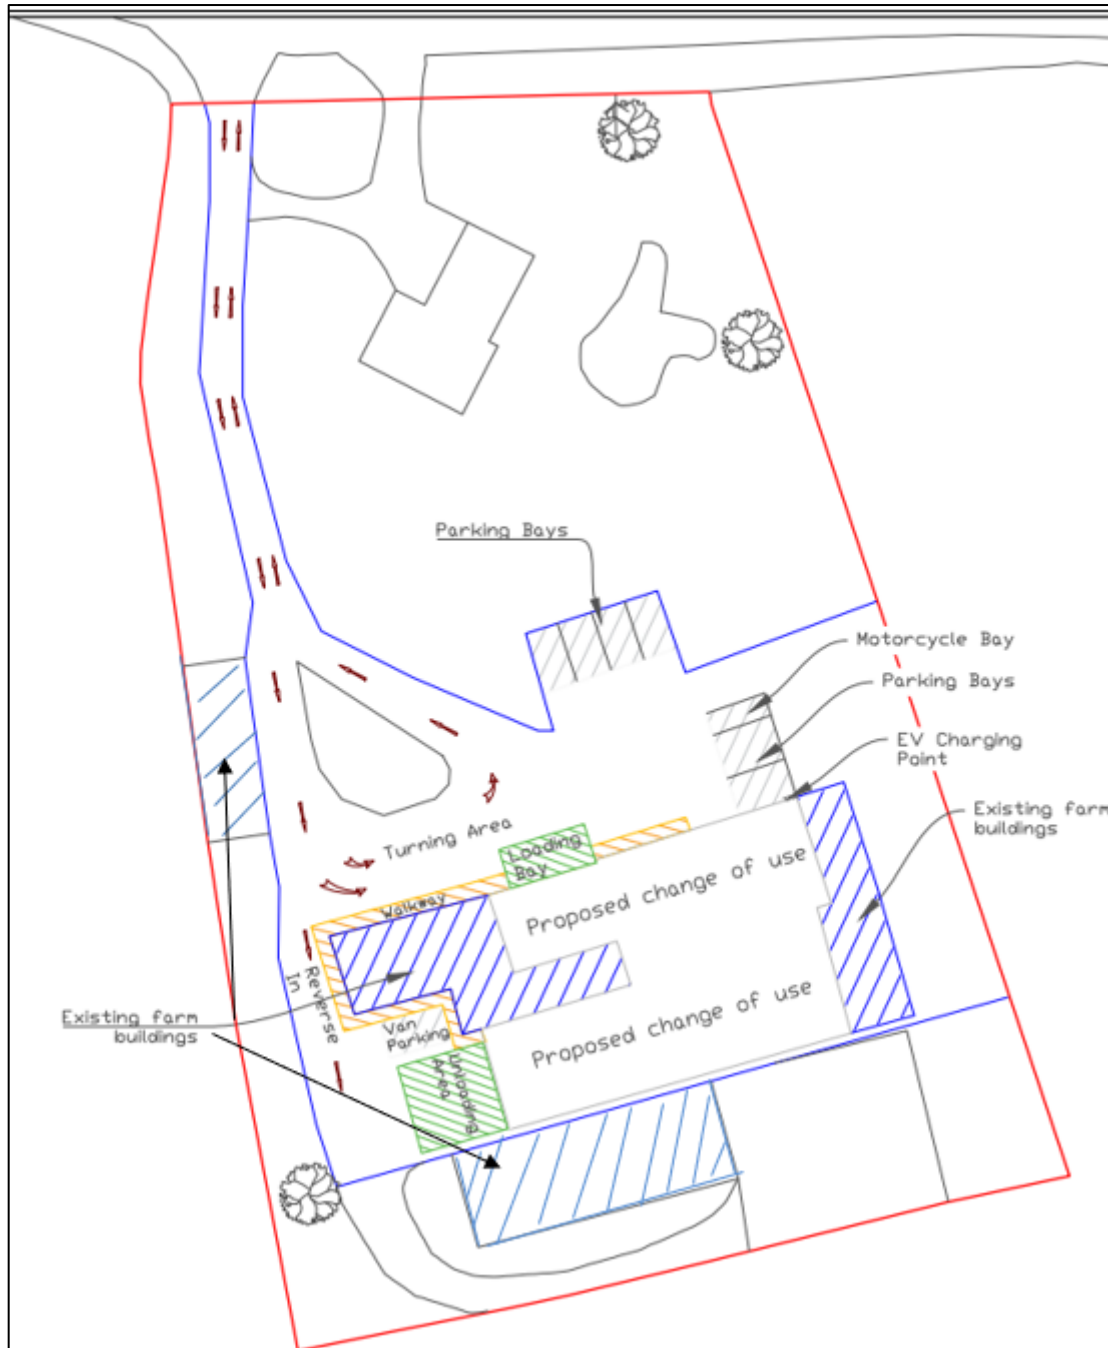 Parking Bays
Motorcycle Bay
Parking Bays
EV Charging
Point
Existing farm
buildings
Turning Area
Loading
Bay
Proposed change of use
Walkway
Reverse
In
Existing farm
buildings
Van
Parking
Proposed change of use
Unloading
Area